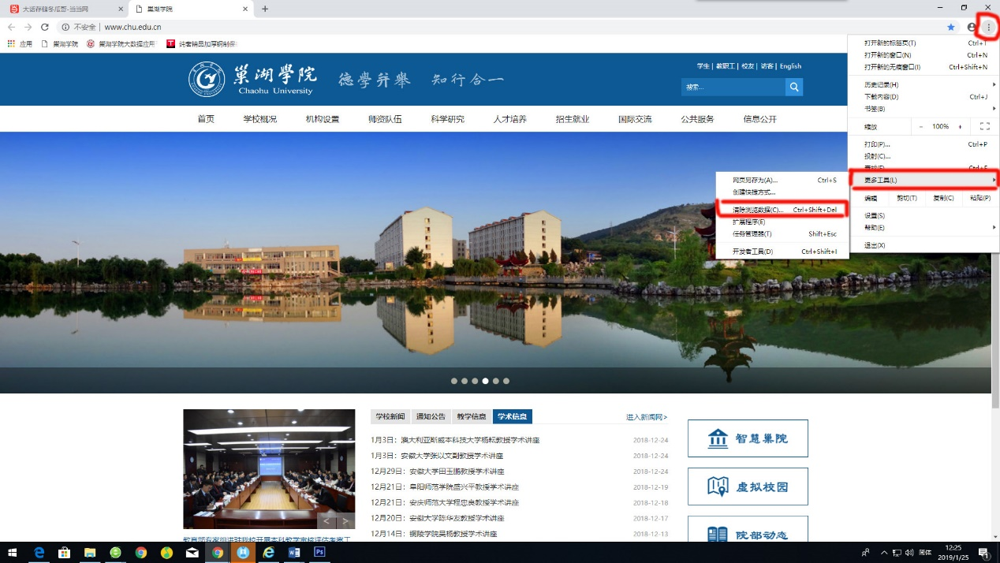 大话存储冬瓜哥-当当网
巢湖学院
不安全 | www.chu.edu.cn
应用 巢湖学院 巢湖学院大数据应用 纯奢精品加厚钢制保
巢湖學院 德學并舉 知行合一
Chaohu University
学生 | 教职工 | 校友 | 访客 | English
搜索...
首页 学校概况 机构设置 师资队伍 科学研究 人才培养 招生就业 国际交流 公共服务 信息公开
打开新的标签页(T) Ctrl+T
打开新的窗口(N) Ctrl+N
打开新的无痕窗口(I) Ctrl+Shift+N
历史记录(H)
下载内容(D) Ctrl+J
书签(B)
缩放 - 100% +
打印(P)... Ctrl+P
投射(C)...
更多工具(L)
编辑 剪切(T) 复制(C) 粘贴(P)
设置(S)
帮助(E)
退出(X)
网页另存为(A)... Ctrl+S
创建快捷方式...
清除浏览数据(C)... Ctrl+Shift+Del
扩展程序(E)
任务管理器(T) Shift+Esc
开发者工具(D) Ctrl+Shift+I
学校新闻 通知公告 教学信息 学术信息 进入新闻网>
1月3日：澳大利亚斯威本科技大学杨耘教授学术讲座 2018-12-24
1月3日：安徽大学张以文副教授学术讲座 2018-12-24
12月29日：安徽大学田玉鹏教授学术讲座 2018-12-24
12月21日：阜阳师范学院盛兴平教授学术讲座 2018-12-19
12月21日：安庆师范大学程忠良教授学术讲座 2018-12-18
12月20日：安徽大学陈华友教授学术讲座 2018-12-17
12月14日：铜陵学院吴杨教授学术讲座 2018-12-13
教育部专家组进驻我校开展本科教学审核评估考察工
智慧巢院
虚拟校园
院部动态
简体
12:25
2019/1/25